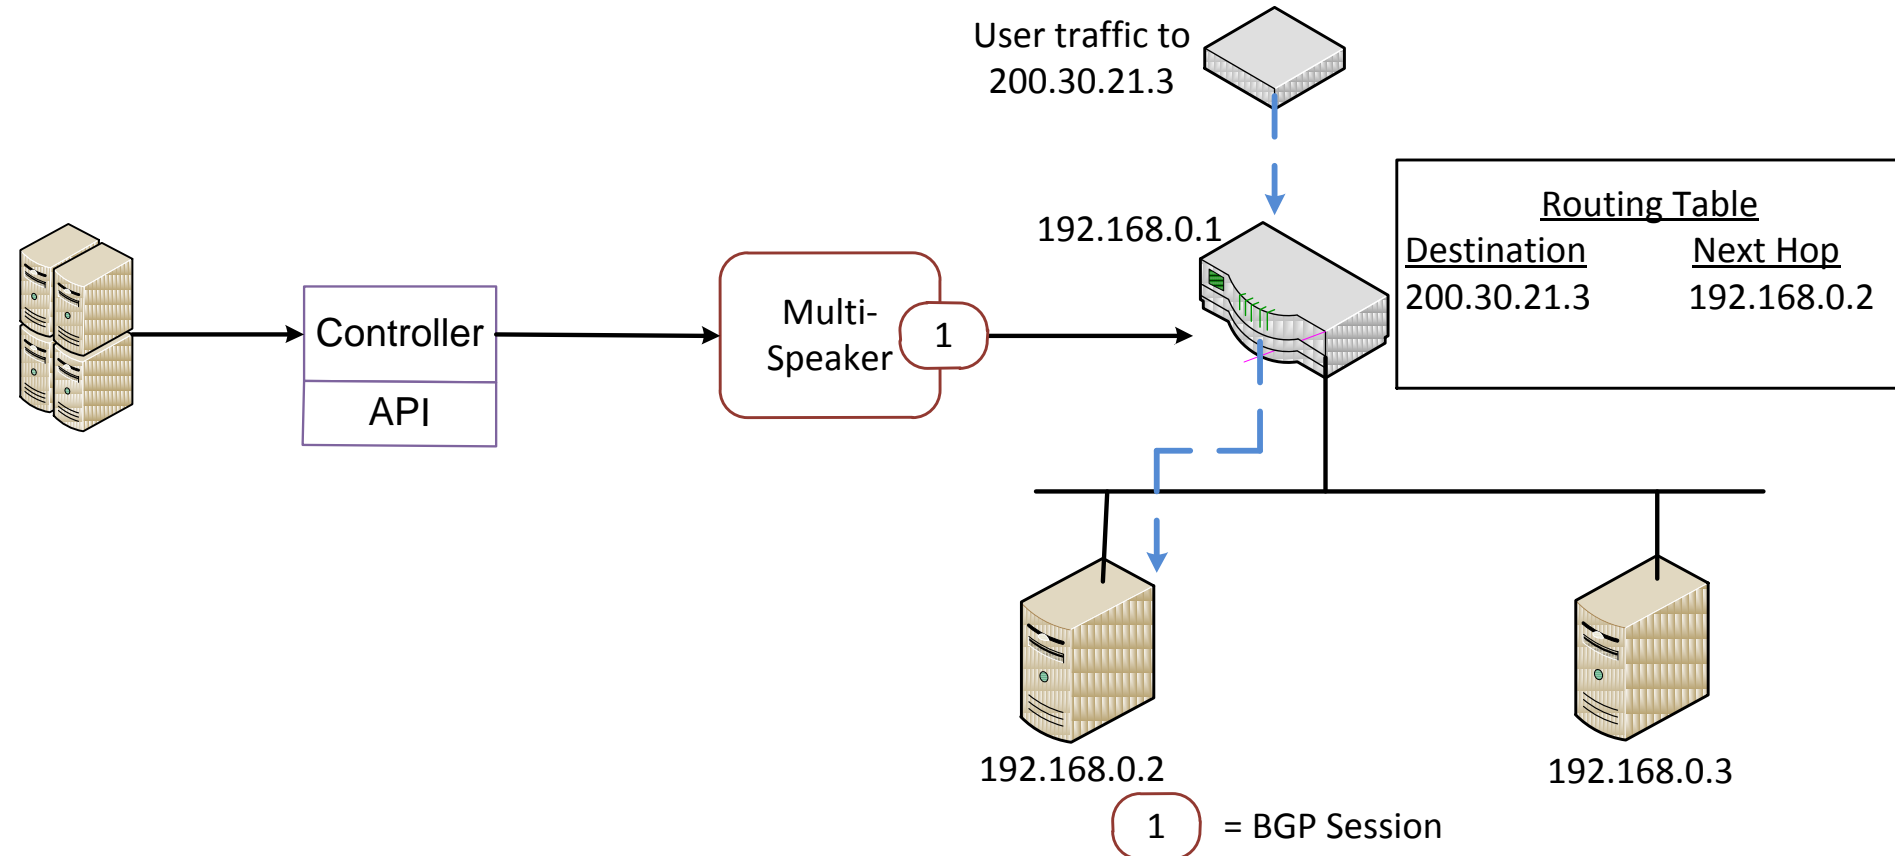 User traffic to
200.30.21.3
192.168.0.1
Routing Table
Destination Next Hop
200.30.21.3 192.168.0.2
Controller
API
Multi-
Speaker
1
192.168.0.2
192.168.0.3
1 = BGP Session